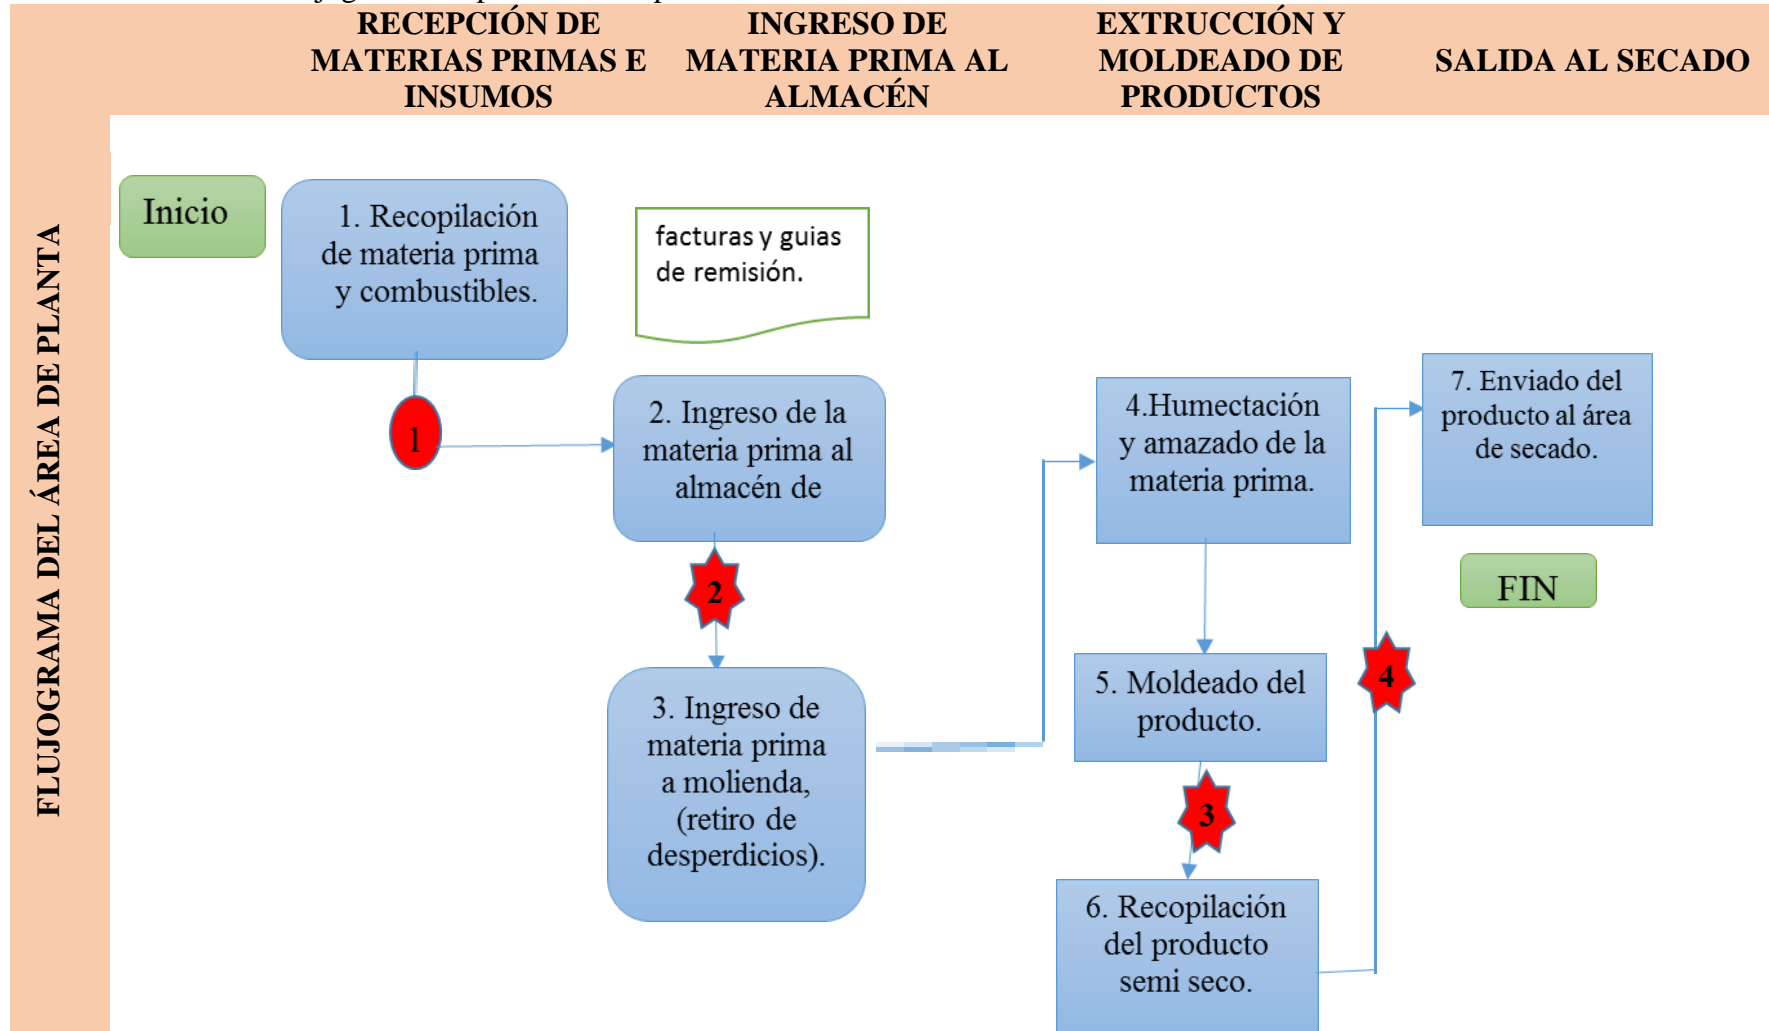 RECEPCIÓN DE
MATERIAS PRIMAS E
INSUMOS
INGRESO DE
MATERIA PRIMA AL
ALMACÉN
EXTRUCCIÓN Y
MOLDEADO DE
PRODUCTOS
SALIDA AL SECADO
FLUJOGRAMA DEL ÁREA DE PLANTA
Inicio
1. Recopilación
de materia prima
y combustibles.
1
facturas y guias
de remisión.
2. Ingreso de la
materia prima al
almacén de
2
3. Ingreso de
materia prima
a molienda,
(retiro de
desperdicios).
4.Humectación
y amazado de la
materia prima.
5. Moldeado del
producto.
3
6. Recopilación
del producto
semi seco.
4
7. Enviado del
producto al área
de secado.
FIN